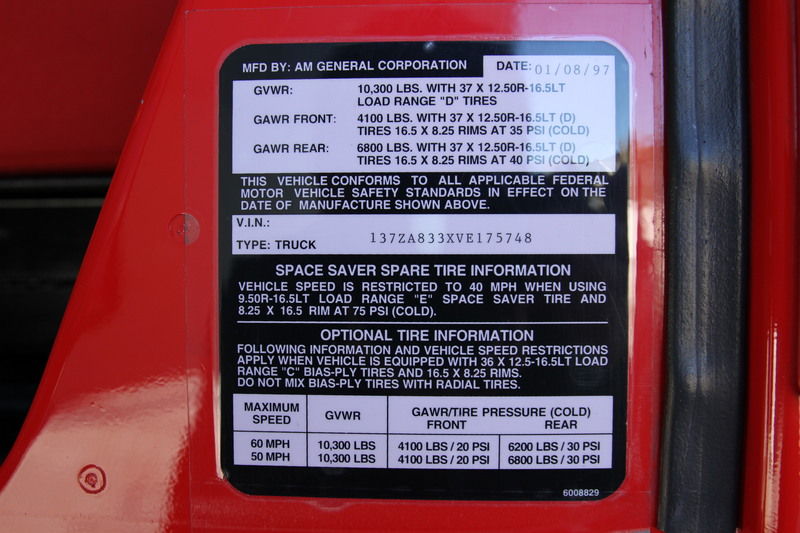 MFD BY: AM GENERAL CORPORATION DATE: 01/08/97
GVWR: 10,300 LBS. WITH 37 X 12.50R-16.5LT
LOAD RANGE "D" TIRES
GAWR FRONT: 4100 LBS. WITH 37 X 12.50R-16.5LT (D)
TIRES 16.5 X 8.25 RIMS AT 35 PSI (COLD)
GAWR REAR: 6800 LBS. WITH 37 X 12.50R-16.5LT (D)
TIRES 16.5 X 8.25 RIMS AT 40 PSI (COLD)
THIS VEHICLE CONFORMS TO ALL APPLICABLE FEDERAL
MOTOR VEHICLE SAFETY STANDARDS IN EFFECT ON THE
DATE OF MANUFACTURE SHOWN ABOVE.
V.I.N.:
137ZA833XVE175748
TYPE: TRUCK
SPACE SAVER SPARE TIRE INFORMATION
VEHICLE SPEED IS RESTRICTED TO 40 MPH WHEN USING
9.50R-16.5LT LOAD RANGE "E" SPACE SAVER TIRE AND
8.25 X 16.5 RIM AT 75 PSI (COLD).
OPTIONAL TIRE INFORMATION
FOLLOWING INFORMATION AND VEHICLE SPEED RESTRICTIONS
APPLY WHEN VEHICLE IS EQUIPPED WITH 36 X 12.5-16.5LT LOAD
RANGE "C" BIAS-PLY TIRES AND 16.5 X 8.25 RIMS.
DO NOT MIX BIAS-PLY TIRES WITH RADIAL TIRES.
MAXIMUM SPEED GVWR GAWR/TIRE PRESSURE (COLD)
FRONT REAR
60 MPH 10,300 LBS 4100 LBS / 20 PSI 6200 LBS / 30 PSI
50 MPH 10,300 LBS 4100 LBS / 20 PSI 6800 LBS / 30 PSI
6008829